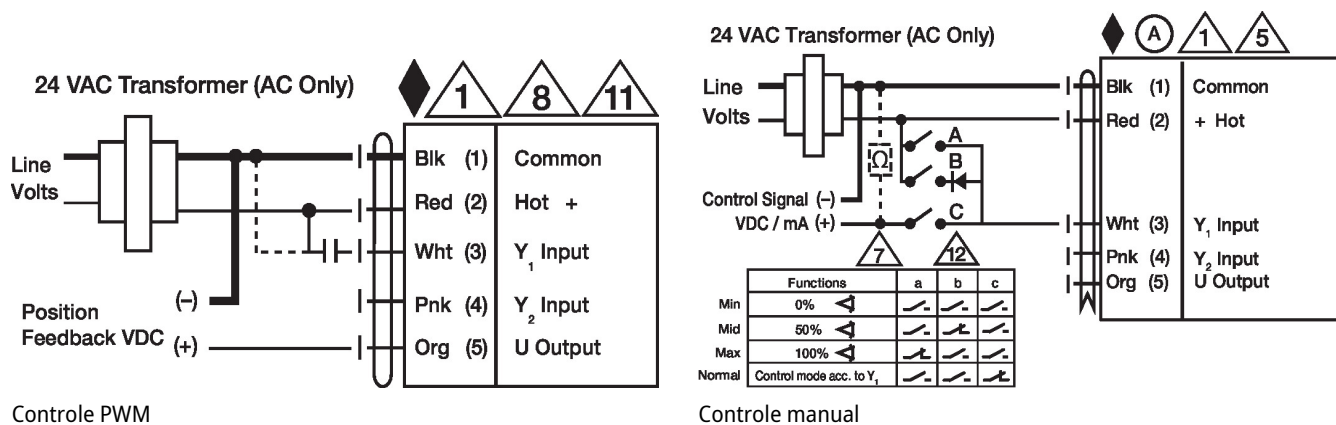 24 VAC Transformer (AC Only)
1
8
11
Line
Volts
Blk (1) Common
Red (2) Hot +
Wht (3) Y1 Input
Pnk (4) Y2 Input
Org (5) U Output
Position
Feedback VDC
(–)
(+)
Controle PWM
24 VAC Transformer (AC Only)
A
1
5
Line
Volts
Blk (1) Common
Red (2) + Hot
A
B
Ω
Control Signal (–)
VDC / mA (+)
C
Wht (3) Y1 Input
Pnk (4) Y2 Input
Org (5) U Output
7
12
Functions a b c
Min 0%
Mid 50%
Max 100%
Normal Control mode acc. to Y1
Controle manual